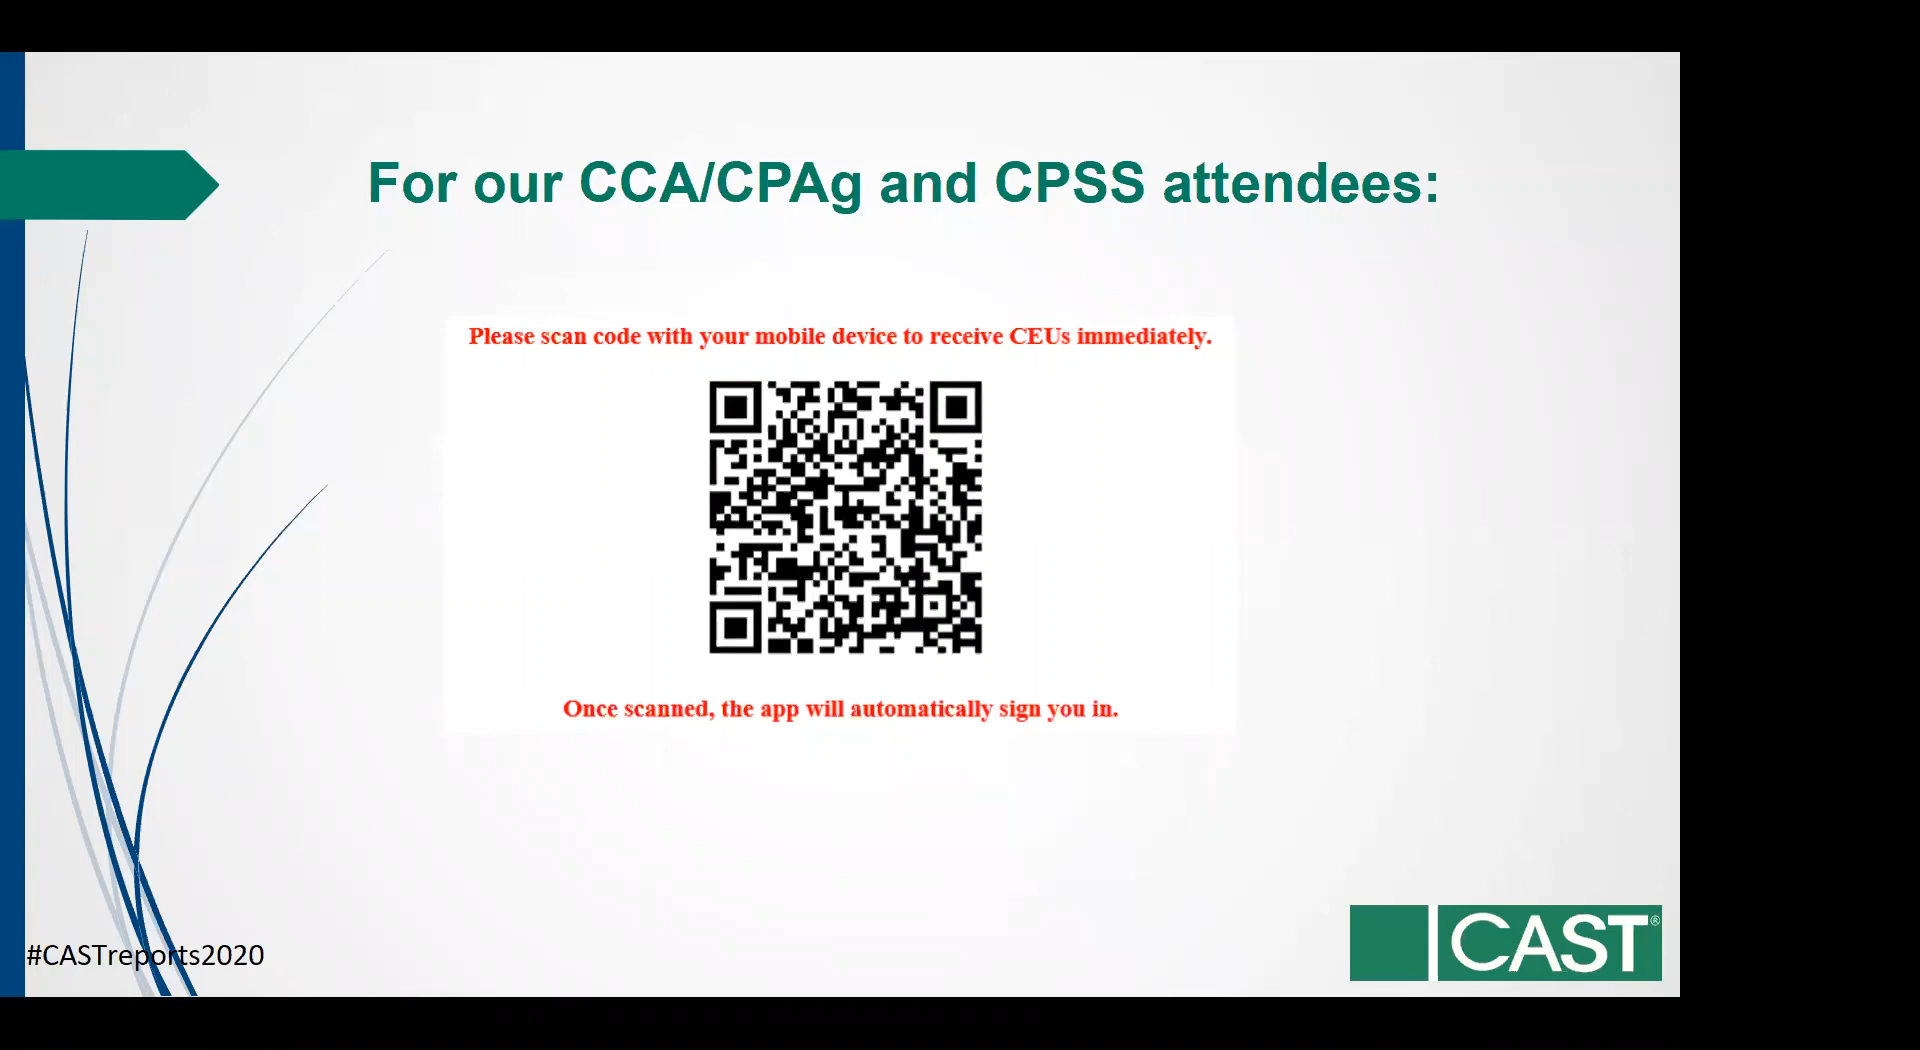 For our CCA/CPAg and CPSS attendees:
Please scan code with your mobile device to receive CEUs immediately.
Once scanned, the app will automatically sign you in.
#CASTreports2020
CAST®